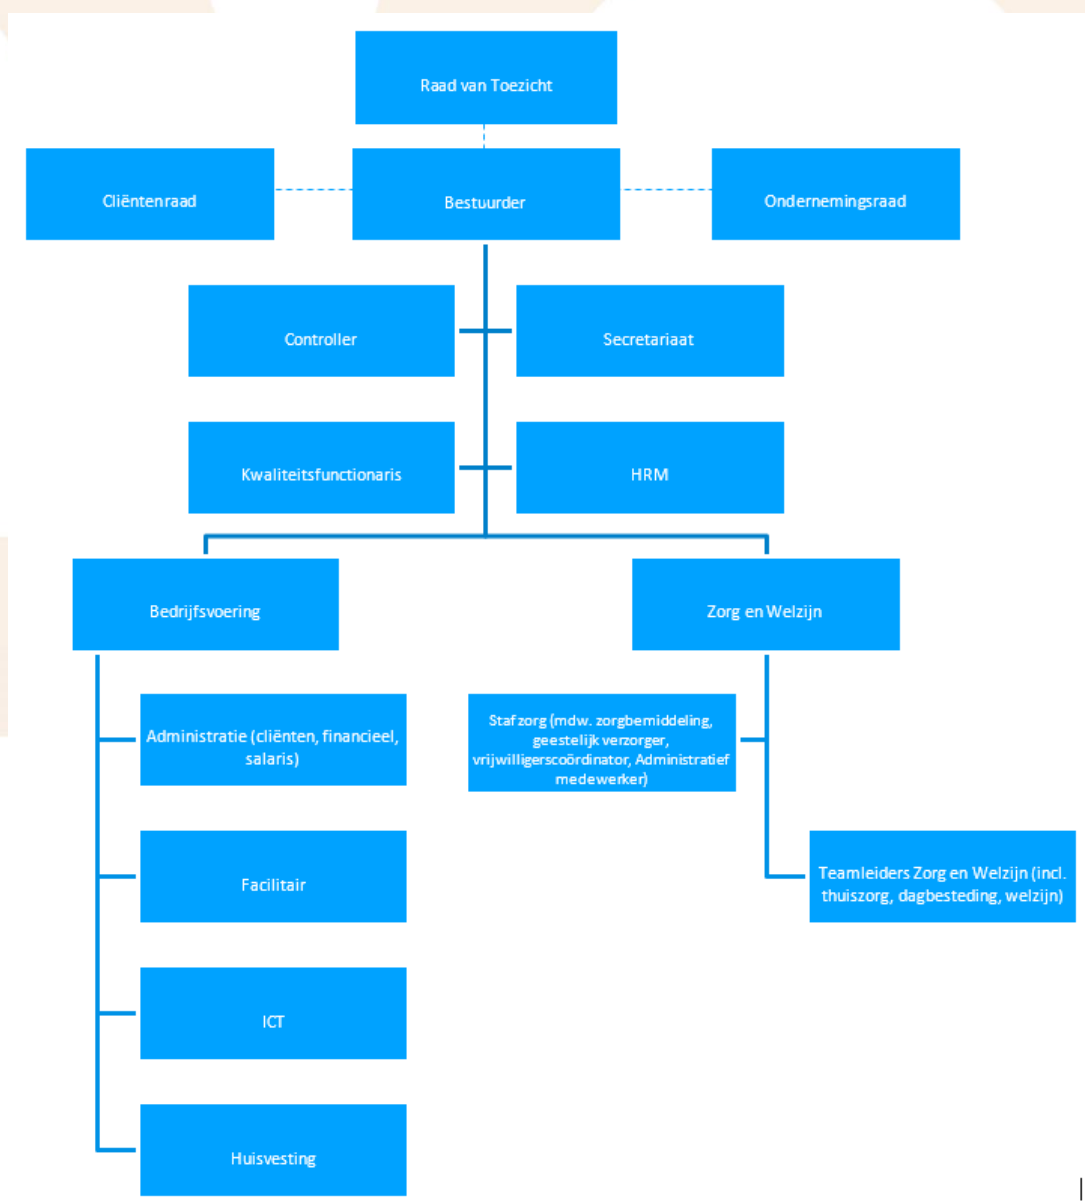 Raad van Toezicht
Cliëntenraad
Bestuurder
Ondernemingsraad
Controller
Secretariaat
Kwaliteitsfunctionaris
HRM
Bedrijfsvoering
Zorg en Welzijn
Administratie (cliënten, financieel,
salaris)
Staf zorg (mdw. zorgbemiddeling,
geestelijk verzorger,
vrijwilligerscoördinator, Administratief
medewerker)
Facilitair
Teamleiders Zorg en Welzijn (incl.
thuiszorg, dagbesteding, welzijn)
ICT
Huisvesting